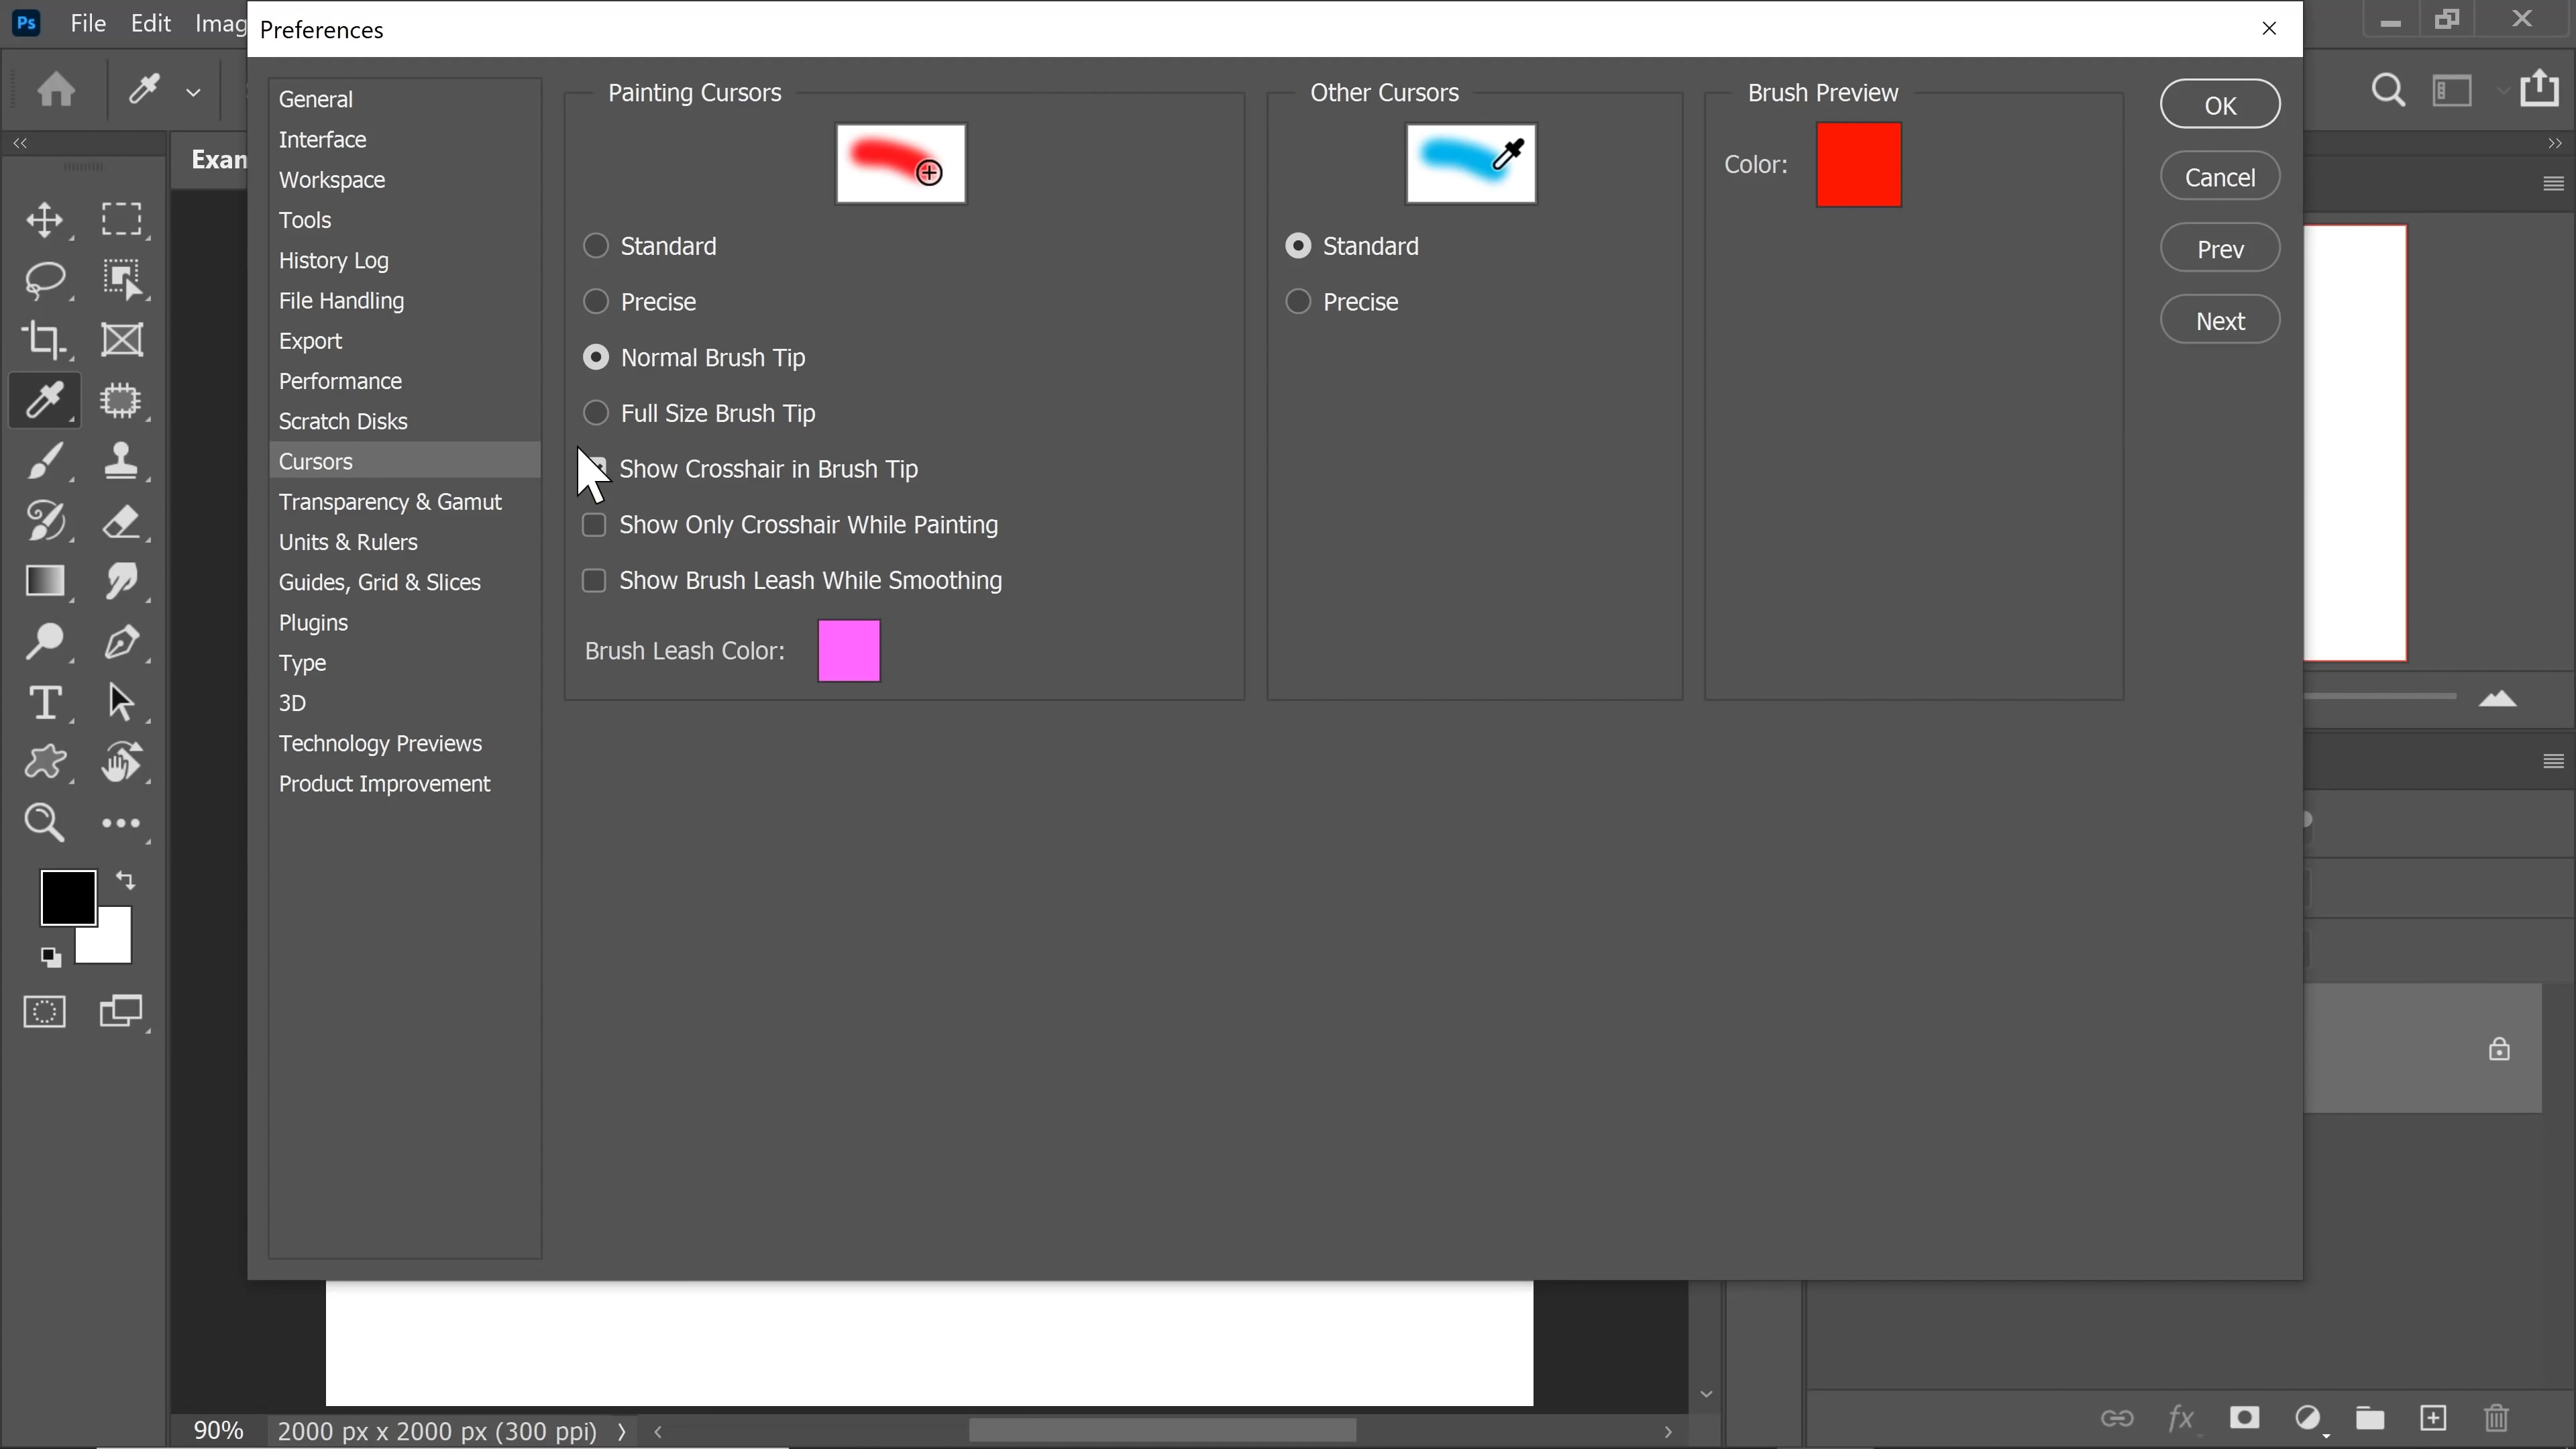 Ps File Edit Imag
Preferences
Exan
General
Interface
Workspace
Tools
History Log
File Handling
Export
Performance
Scratch Disks
Cursors
Transparency & Gamut
Units & Rulers
Guides, Grid & Slices
Plugins
Type
3D
Technology Previews
Product Improvement
Painting Cursors
Standard
Precise
Normal Brush Tip
Full Size Brush Tip
Show Crosshair in Brush Tip
Show Only Crosshair While Painting
Show Brush Leash While Smoothing
Brush Leash Color:
Other Cursors
Standard
Precise
Brush Preview
Color:
OK
Cancel
Prev
Next
90% 2000 px x 2000 px (300 ppi)
fx